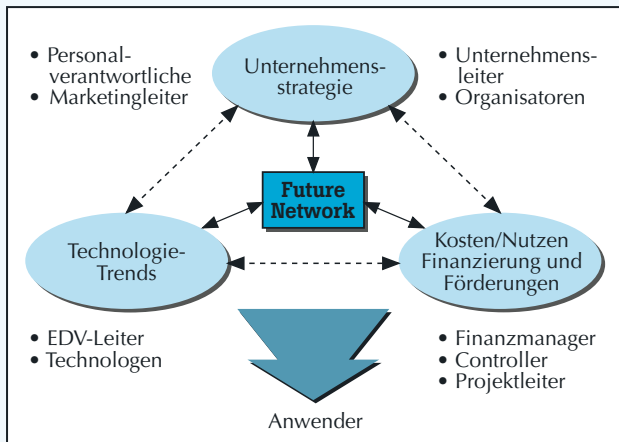 • Personal-
verantwortliche
• Marketingleiter
Unternehmens-
strategie
• Unternehmens-
leiter
• Organisatoren
Future
Network
Technologie-
Trends
Kosten/Nutzen
Finanzierung und
Förderungen
• EDV-Leiter
• Technologen
• Finanzmanager
• Controller
• Projektleiter
Anwender